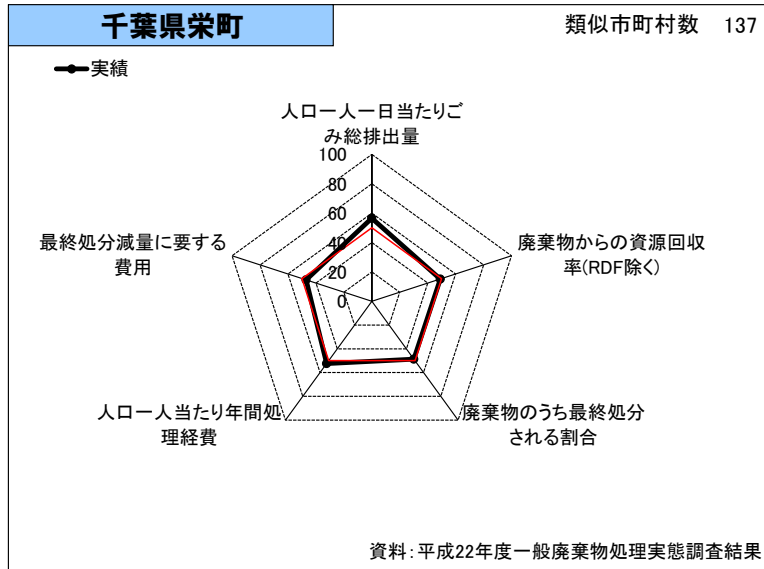 千葉県栄町
類似市町村数 137
実績
人口一人一日当たりご
み総排出量
100
80
60
40
20
0
廃棄物からの資源回収
率(RDF除く)
廃棄物のうち最終処分
される割合
人口一人当たり年間処
理経費
最終処分減量に要する
費用
資料:平成22年度一般廃棄物処理実態調査結果